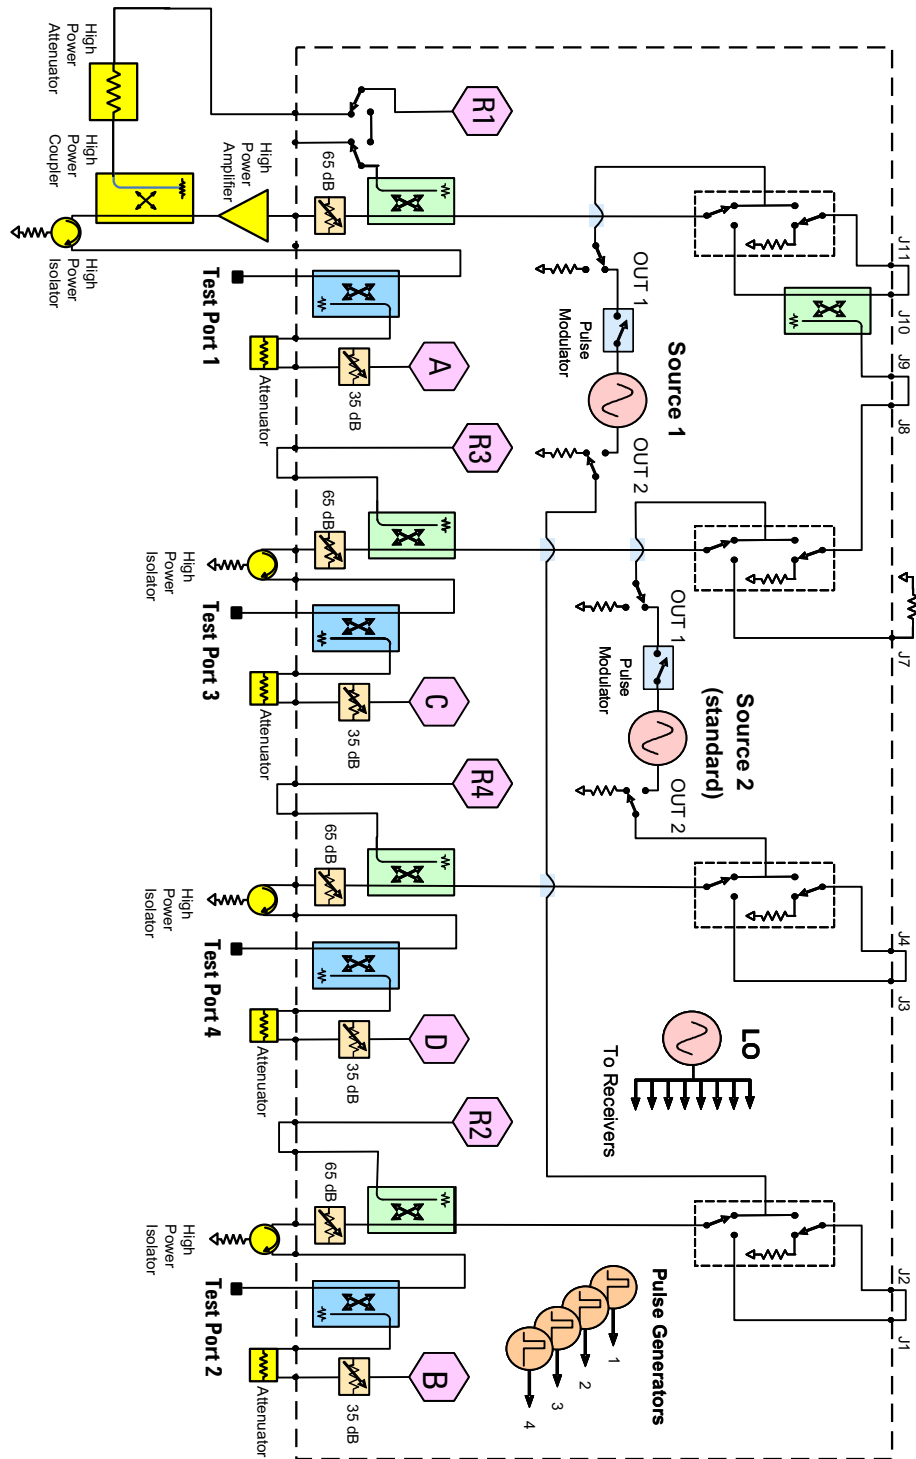 J11
J10
J9
J8
J7
J4
J3
J2
J1
OUT 1
Pulse
Modulator
Source 1
OUT 2
OUT 1
Pulse
Modulator
Source 2
(standard)
OUT 2
LO
To Receivers
Pulse Generators
1
2
3
4
R1
A
R3
C
R4
D
R2
B
65 dB
35 dB
65 dB
35 dB
65 dB
35 dB
65 dB
35 dB
High
Power
Attenuator
High
Power
Coupler
High
Power
Amplifier
High
Power
Isolator
Test Port 1
Attenuator
High
Power
Isolator
Test Port 3
Attenuator
High
Power
Isolator
Test Port 4
Attenuator
High
Power
Isolator
Test Port 2
Attenuator